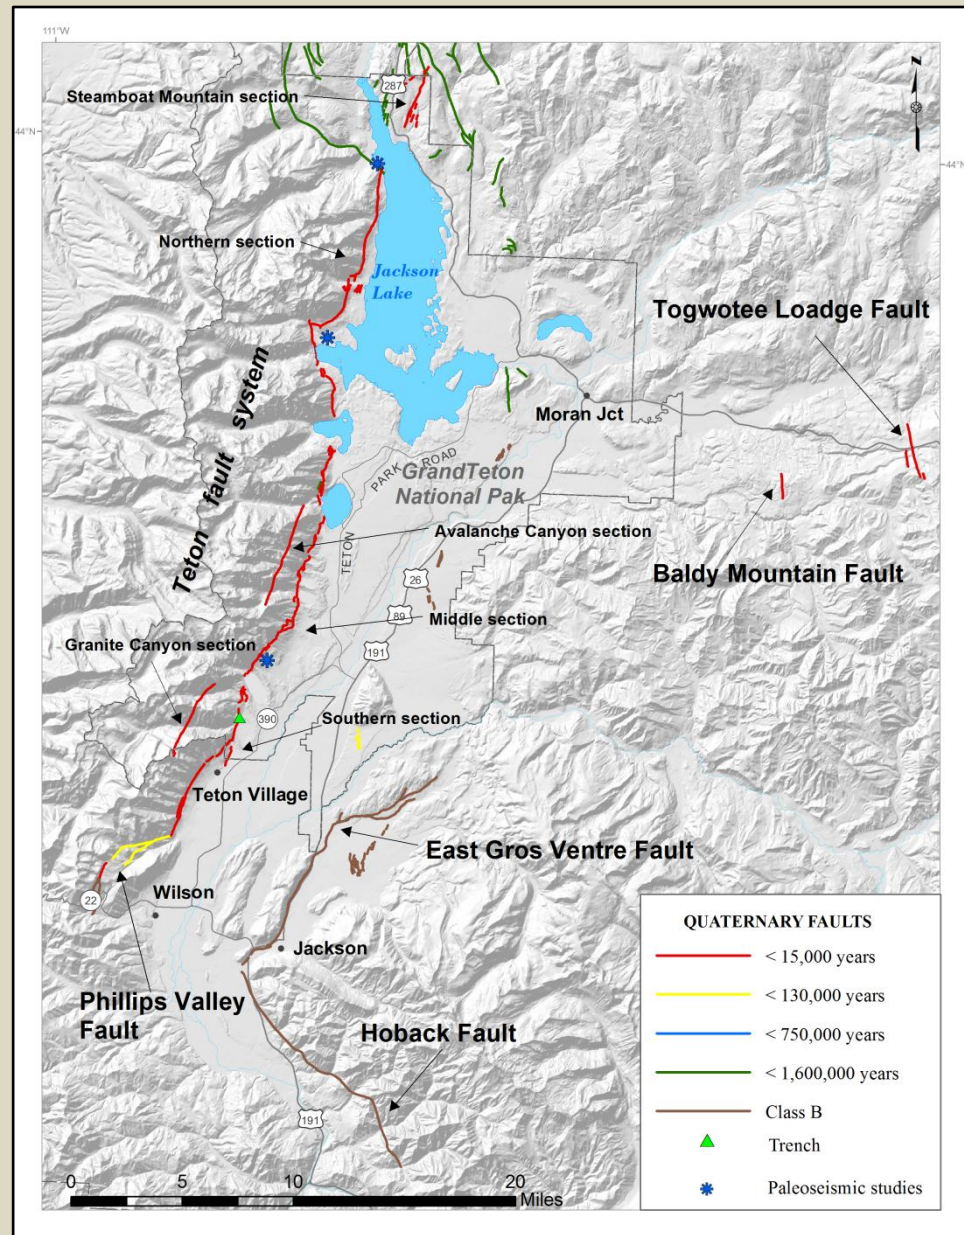 111°W
287
Steamboat Mountain section
44°N
44°N
Northern section
Jackson
Lake
Togwotee Loadge Fault
Teton fault system
Moran Jct
PARK ROAD
GrandTeton
National Pak
Avalanche Canyon section
TETON
Baldy Mountain Fault
26
89
Middle section
Granite Canyon section
191
390
Southern section
Teton Village
East Gros Ventre Fault
Wilson
22
Jackson
Phillips Valley
Fault
Hoback Fault
191
QUATERNARY FAULTS
< 15,000 years
< 130,000 years
< 750,000 years
< 1,600,000 years
Class B
Trench
Paleoseismic studies
0 5 10 20
Miles
N